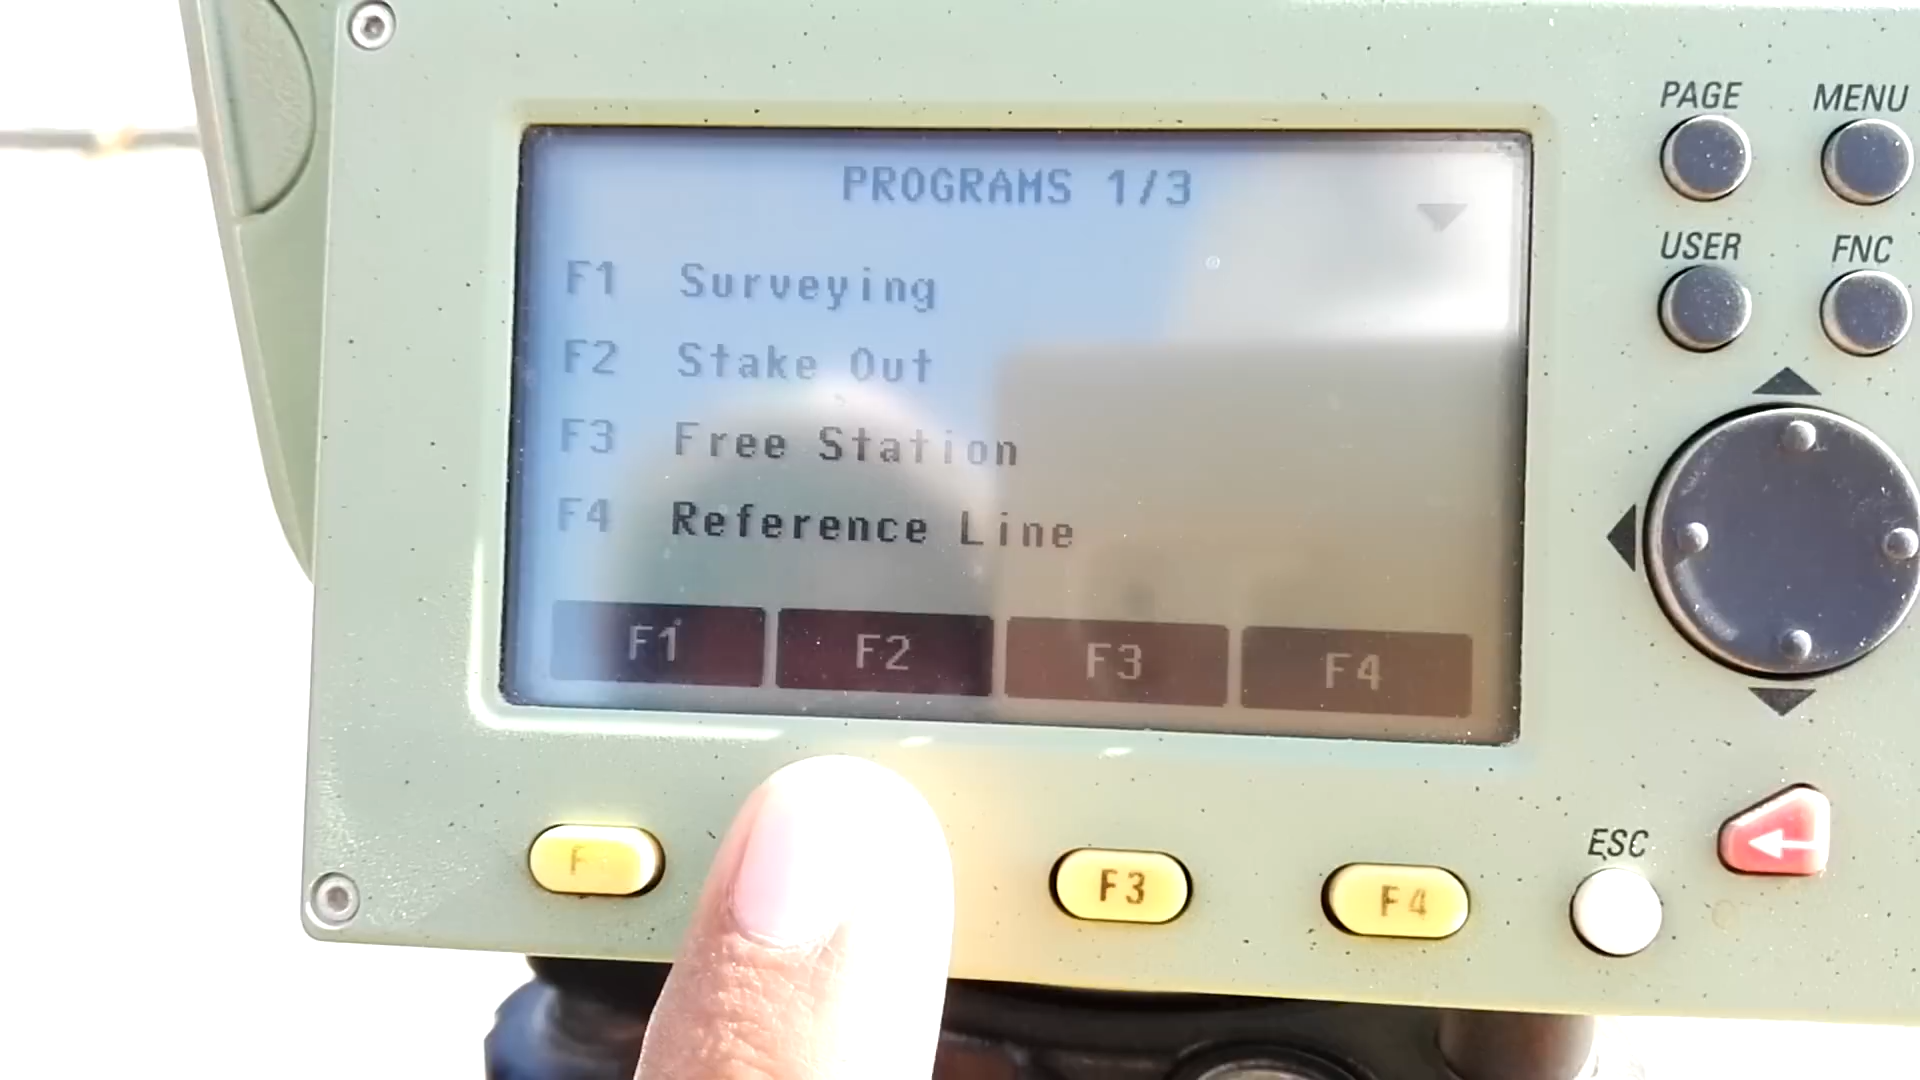 PROGRAMS 1/3
F1 Surveying
F2 Stake Out
F3 Free Station
F4 Reference Line
F1 F2 F3 F4
PAGE MENU
USER FNC
F F3 F4
ESC